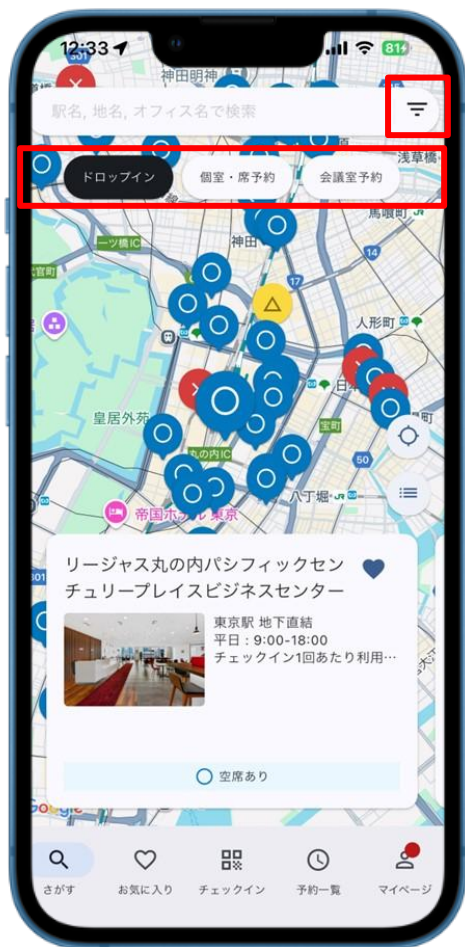 12:33
81
神田明神
駅名, 地名, オフィス名で検索
浅草橋
ドロップイン
個室・席予約
会議室予約
馬喰町
一ツ橋IC
神田
14
17
人形町
皇居外苑
宝町
丸の内IC
八丁堀
帝国ホテル 東京
50
リージャス丸の内パシフィックセン
チュリープレイスビジネスセンター
東京駅 地下直結
平日:9:00-18:00
チェックイン1回あたり利用…
空席あり
さがす
お気に入り
チェックイン
予約一覧
マイページ